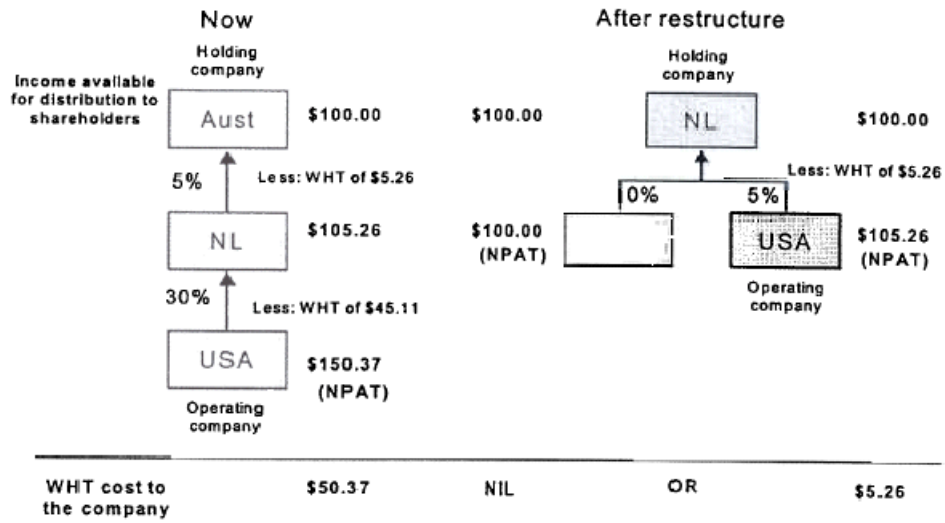 Now
After restructure
Holding
company
Holding
company
Income available
for distribution to
shareholders
Aust
$100.00
$100.00
NL
$100.00
5%
Less: WHT of $5.26
Less: WHT of $5.26
0%
5%
NL
$105.26
$100.00
(NPAT)
USA
$105.26
(NPAT)
30%
Less: WHT of $45.11
Operating
company
USA
$150.37
(NPAT)
Operating
company
WHT cost to
the company
$50.37
NIL
OR
$5.26